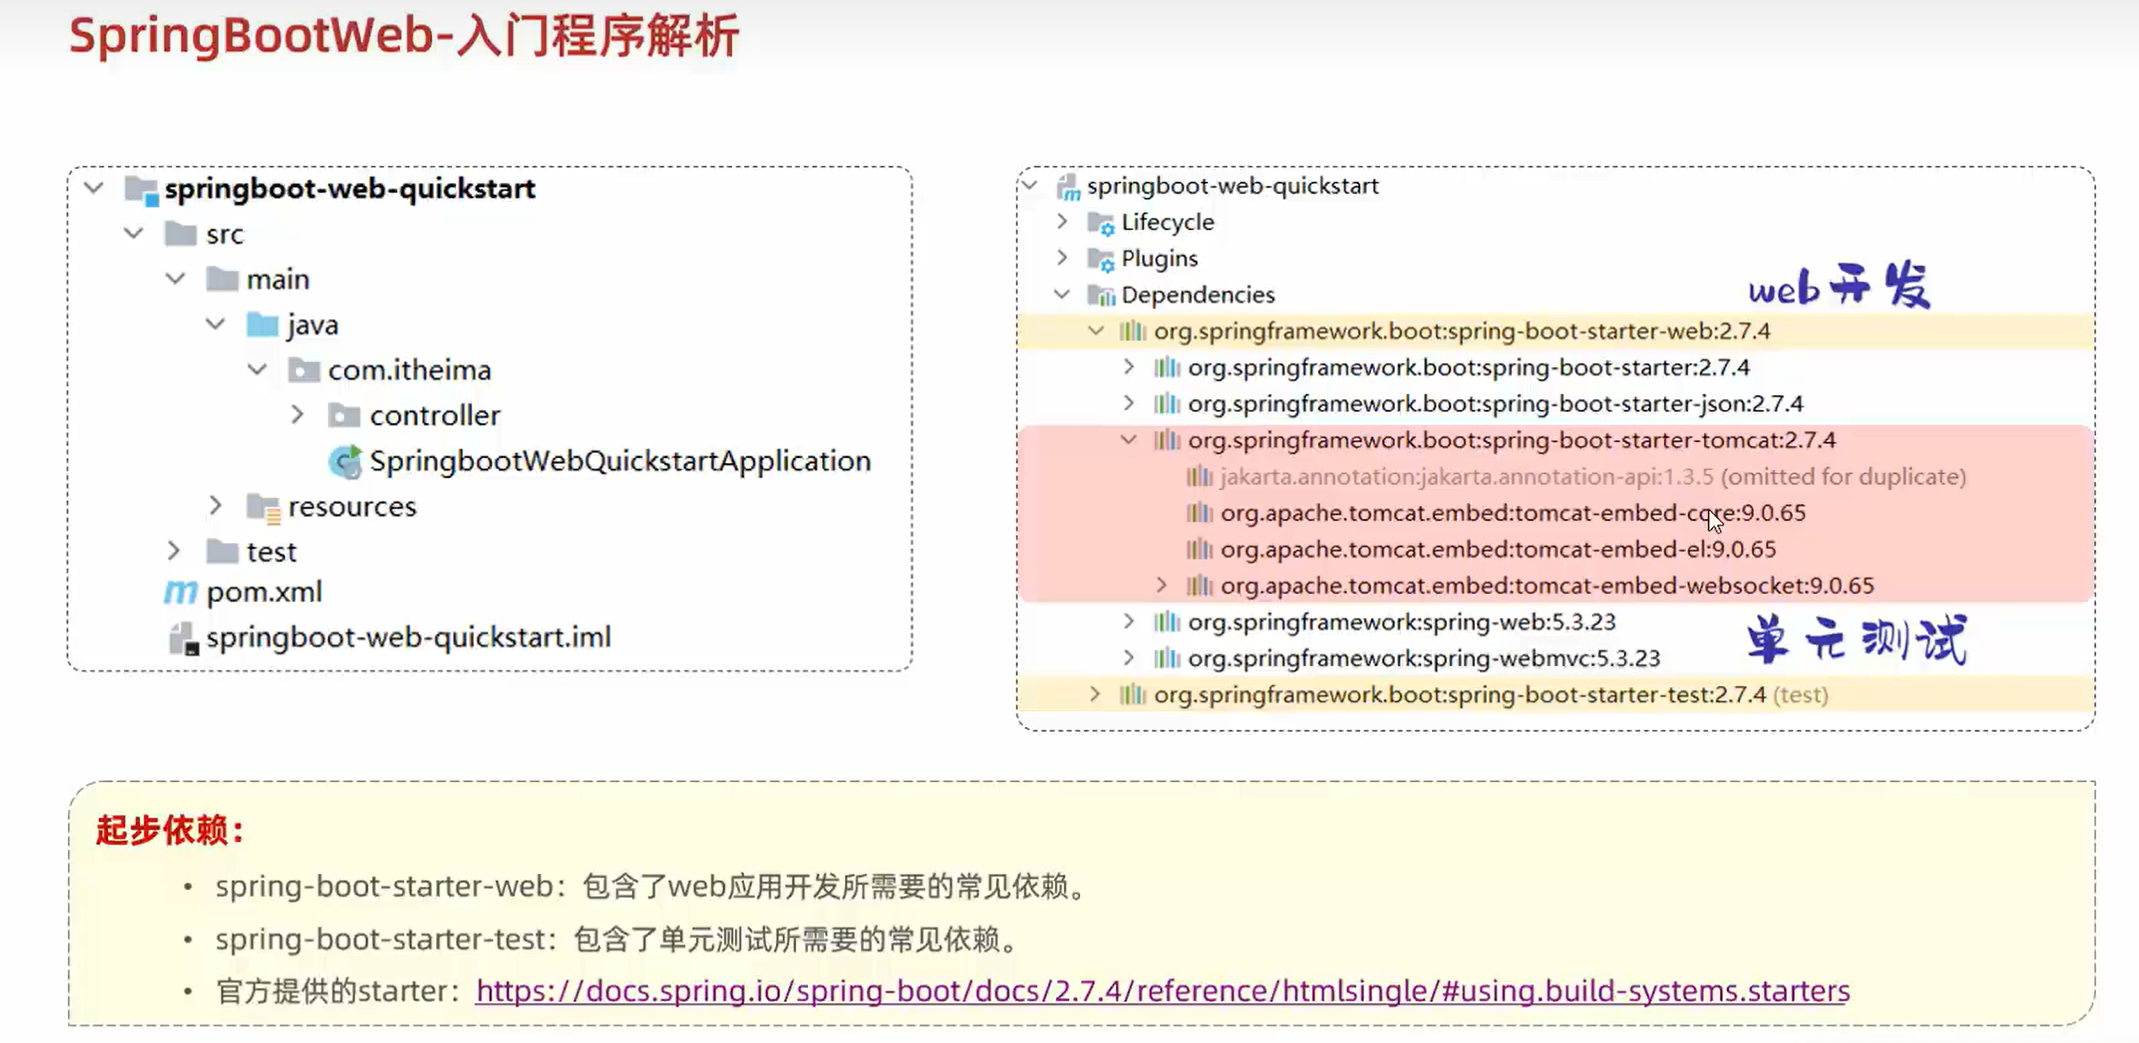 SpringBootWeb-入门程序解析
springboot-web-quickstart
src
main
java
com.itheima
controller
SpringbootWebQuickstartApplication
resources
test
pom.xml
springboot-web-quickstart.iml
springboot-web-quickstart
Lifecycle
Plugins
Dependencies
web开发
org.springframework.boot:spring-boot-starter-web:2.7.4
org.springframework.boot:spring-boot-starter:2.7.4
org.springframework.boot:spring-boot-starter-json:2.7.4
org.springframework.boot:spring-boot-starter-tomcat:2.7.4
jakarta.annotation:jakarta.annotation-api:1.3.5 (omitted for duplicate)
org.apache.tomcat.embed:tomcat-embed-core:9.0.65
org.apache.tomcat.embed:tomcat-embed-el:9.0.65
org.apache.tomcat.embed:tomcat-embed-websocket:9.0.65
org.springframework:spring-web:5.3.23
单元测试
org.springframework:spring-webmvc:5.3.23
org.springframework.boot:spring-boot-starter-test:2.7.4 (test)
起步依赖：
• spring-boot-starter-web：包含了web应用开发所需要的常见依赖。
• spring-boot-starter-test：包含了单元测试所需要的常见依赖。
• 官方提供的starter：https://docs.spring.io/spring-boot/docs/2.7.4/reference/htmlsingle/#using.build-systems.starters